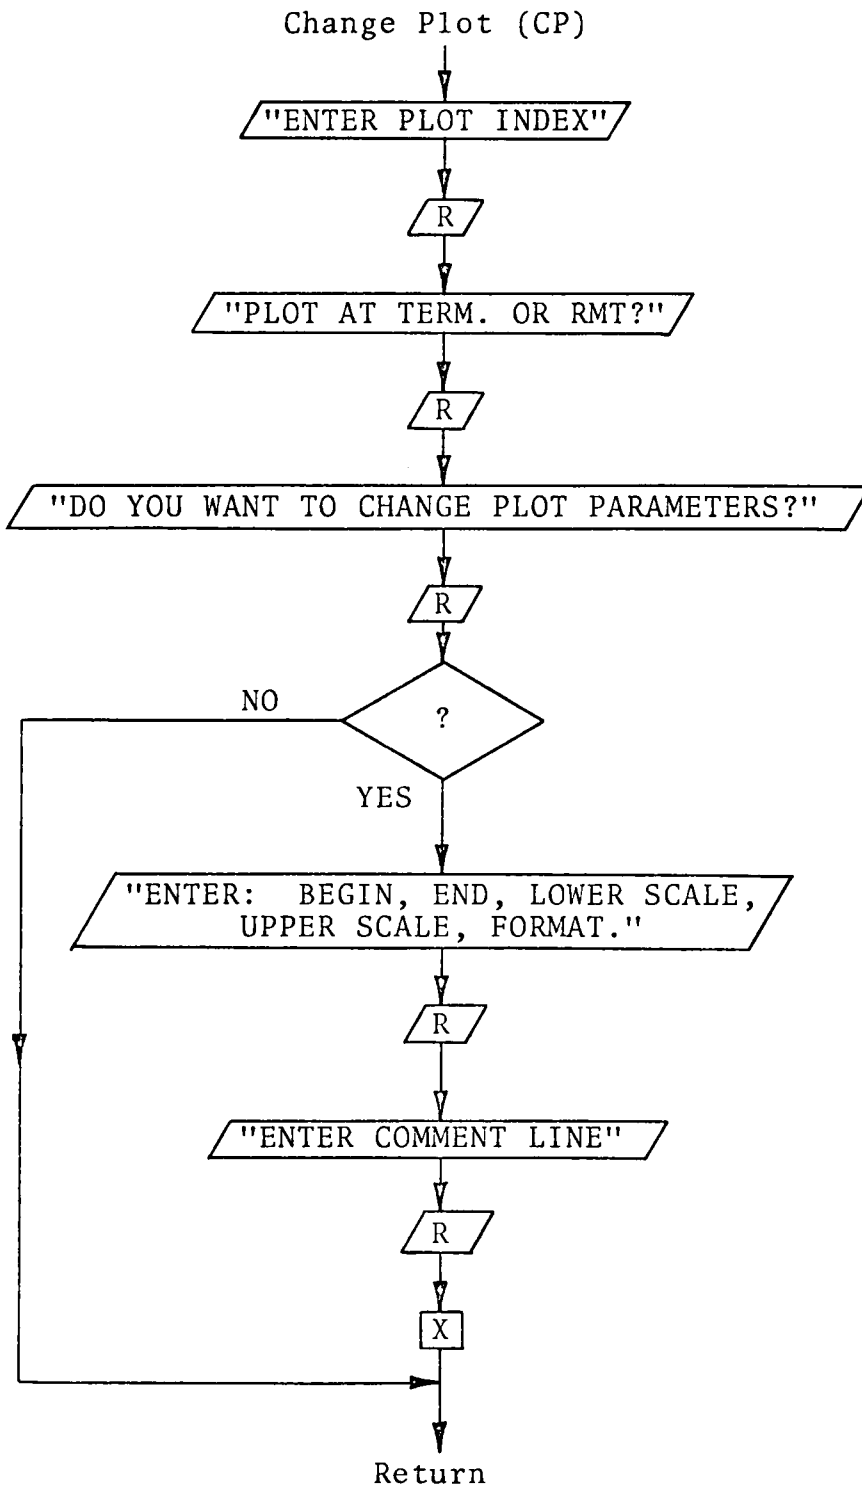 Change Plot (CP)
"ENTER PLOT INDEX"
R
"PLOT AT TERM. OR RMT?"
R
"DO YOU WANT TO CHANGE PLOT PARAMETERS?"
R
NO
?
YES
"ENTER: BEGIN, END, LOWER SCALE,
UPPER SCALE, FORMAT."
R
"ENTER COMMENT LINE"
R
X
Return